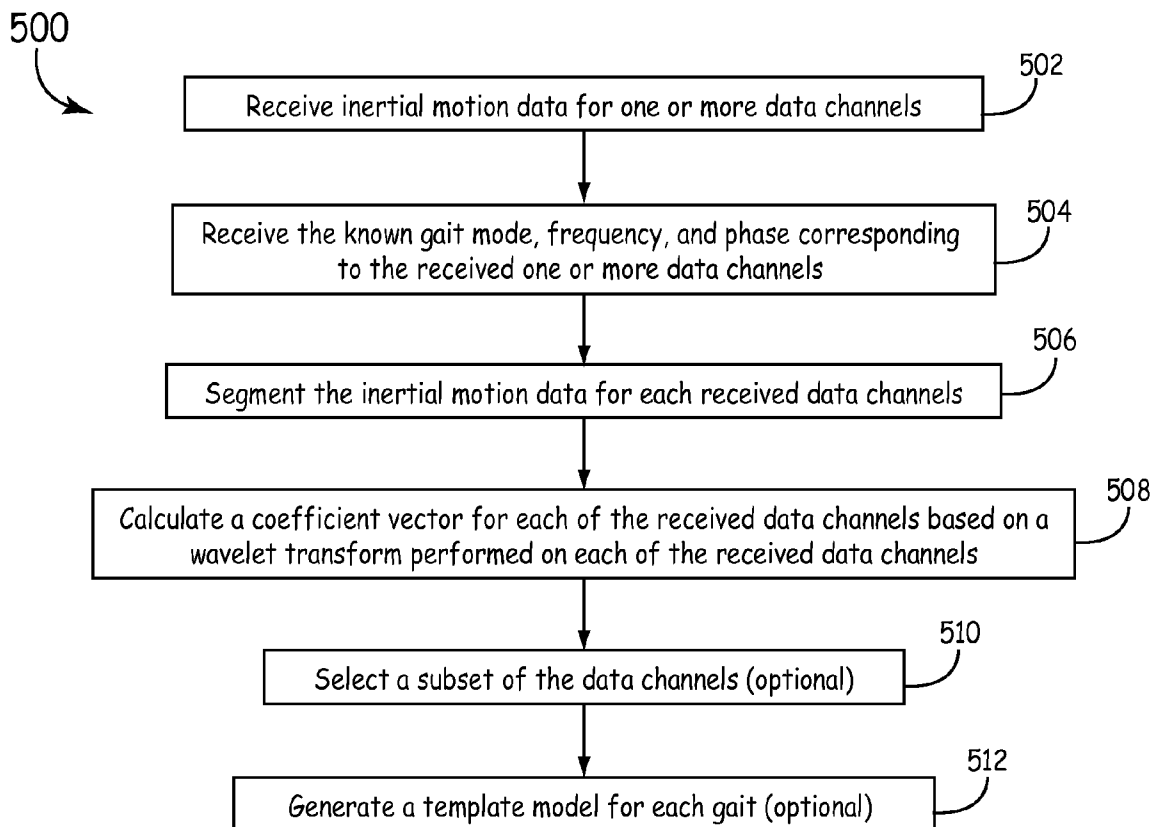 500
502
Receive inertial motion data for one or more data channels
504
Receive the known gait mode, frequency, and phase corresponding
to the received one or more data channels
506
Segment the inertial motion data for each received data channels
508
Calculate a coefficient vector for each of the received data channels based on a
wavelet transform performed on each of the received data channels
510
Select a subset of the data channels (optional)
512
Generate a template model for each gait (optional)